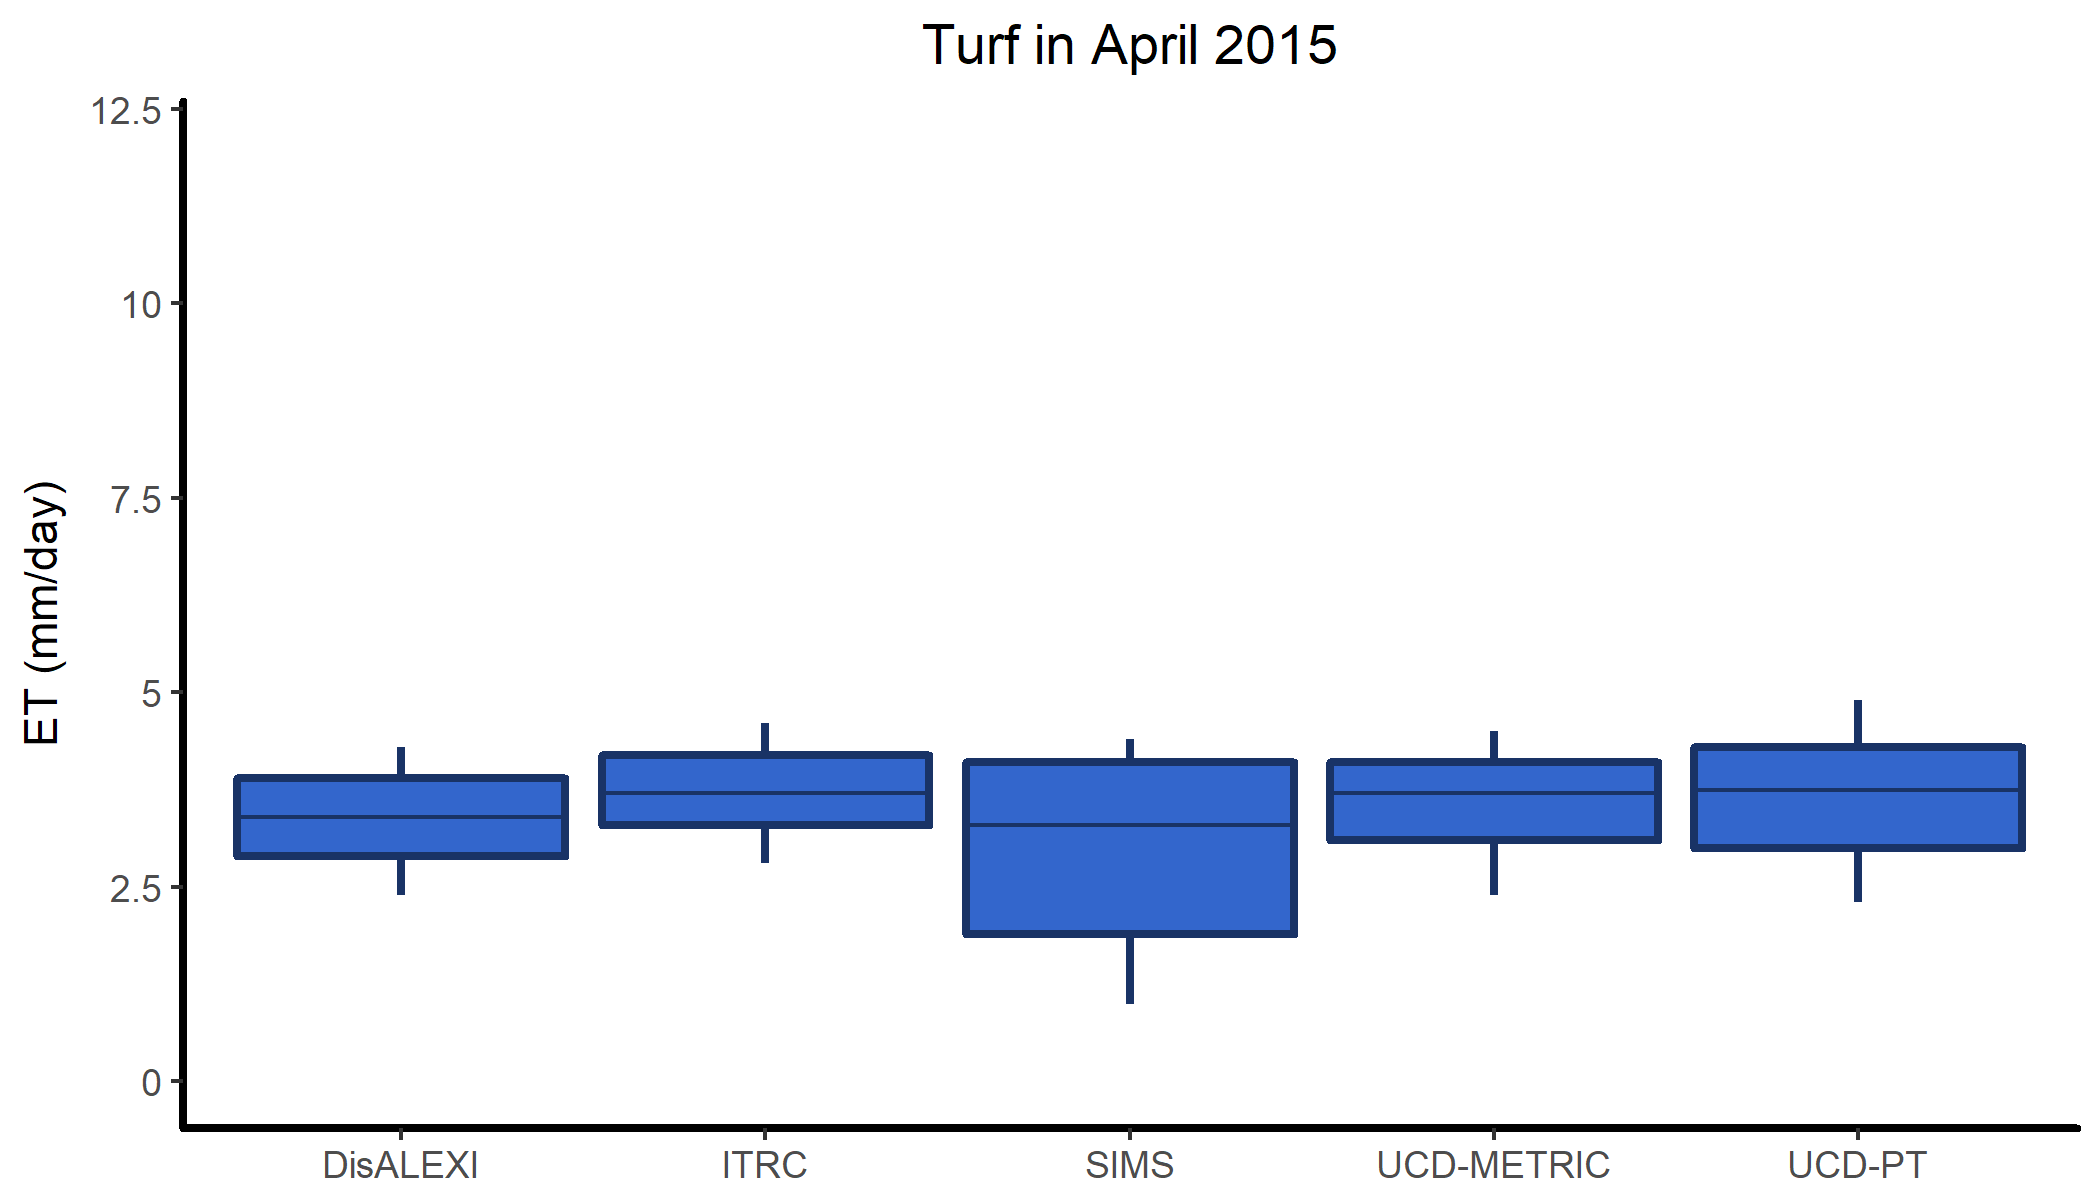 Turf in April 2015
ET (mm/day)
12.5
10
7.5
5
2.5
0
DisALEXI
ITRC
SIMS
UCD-METRIC
UCD-PT